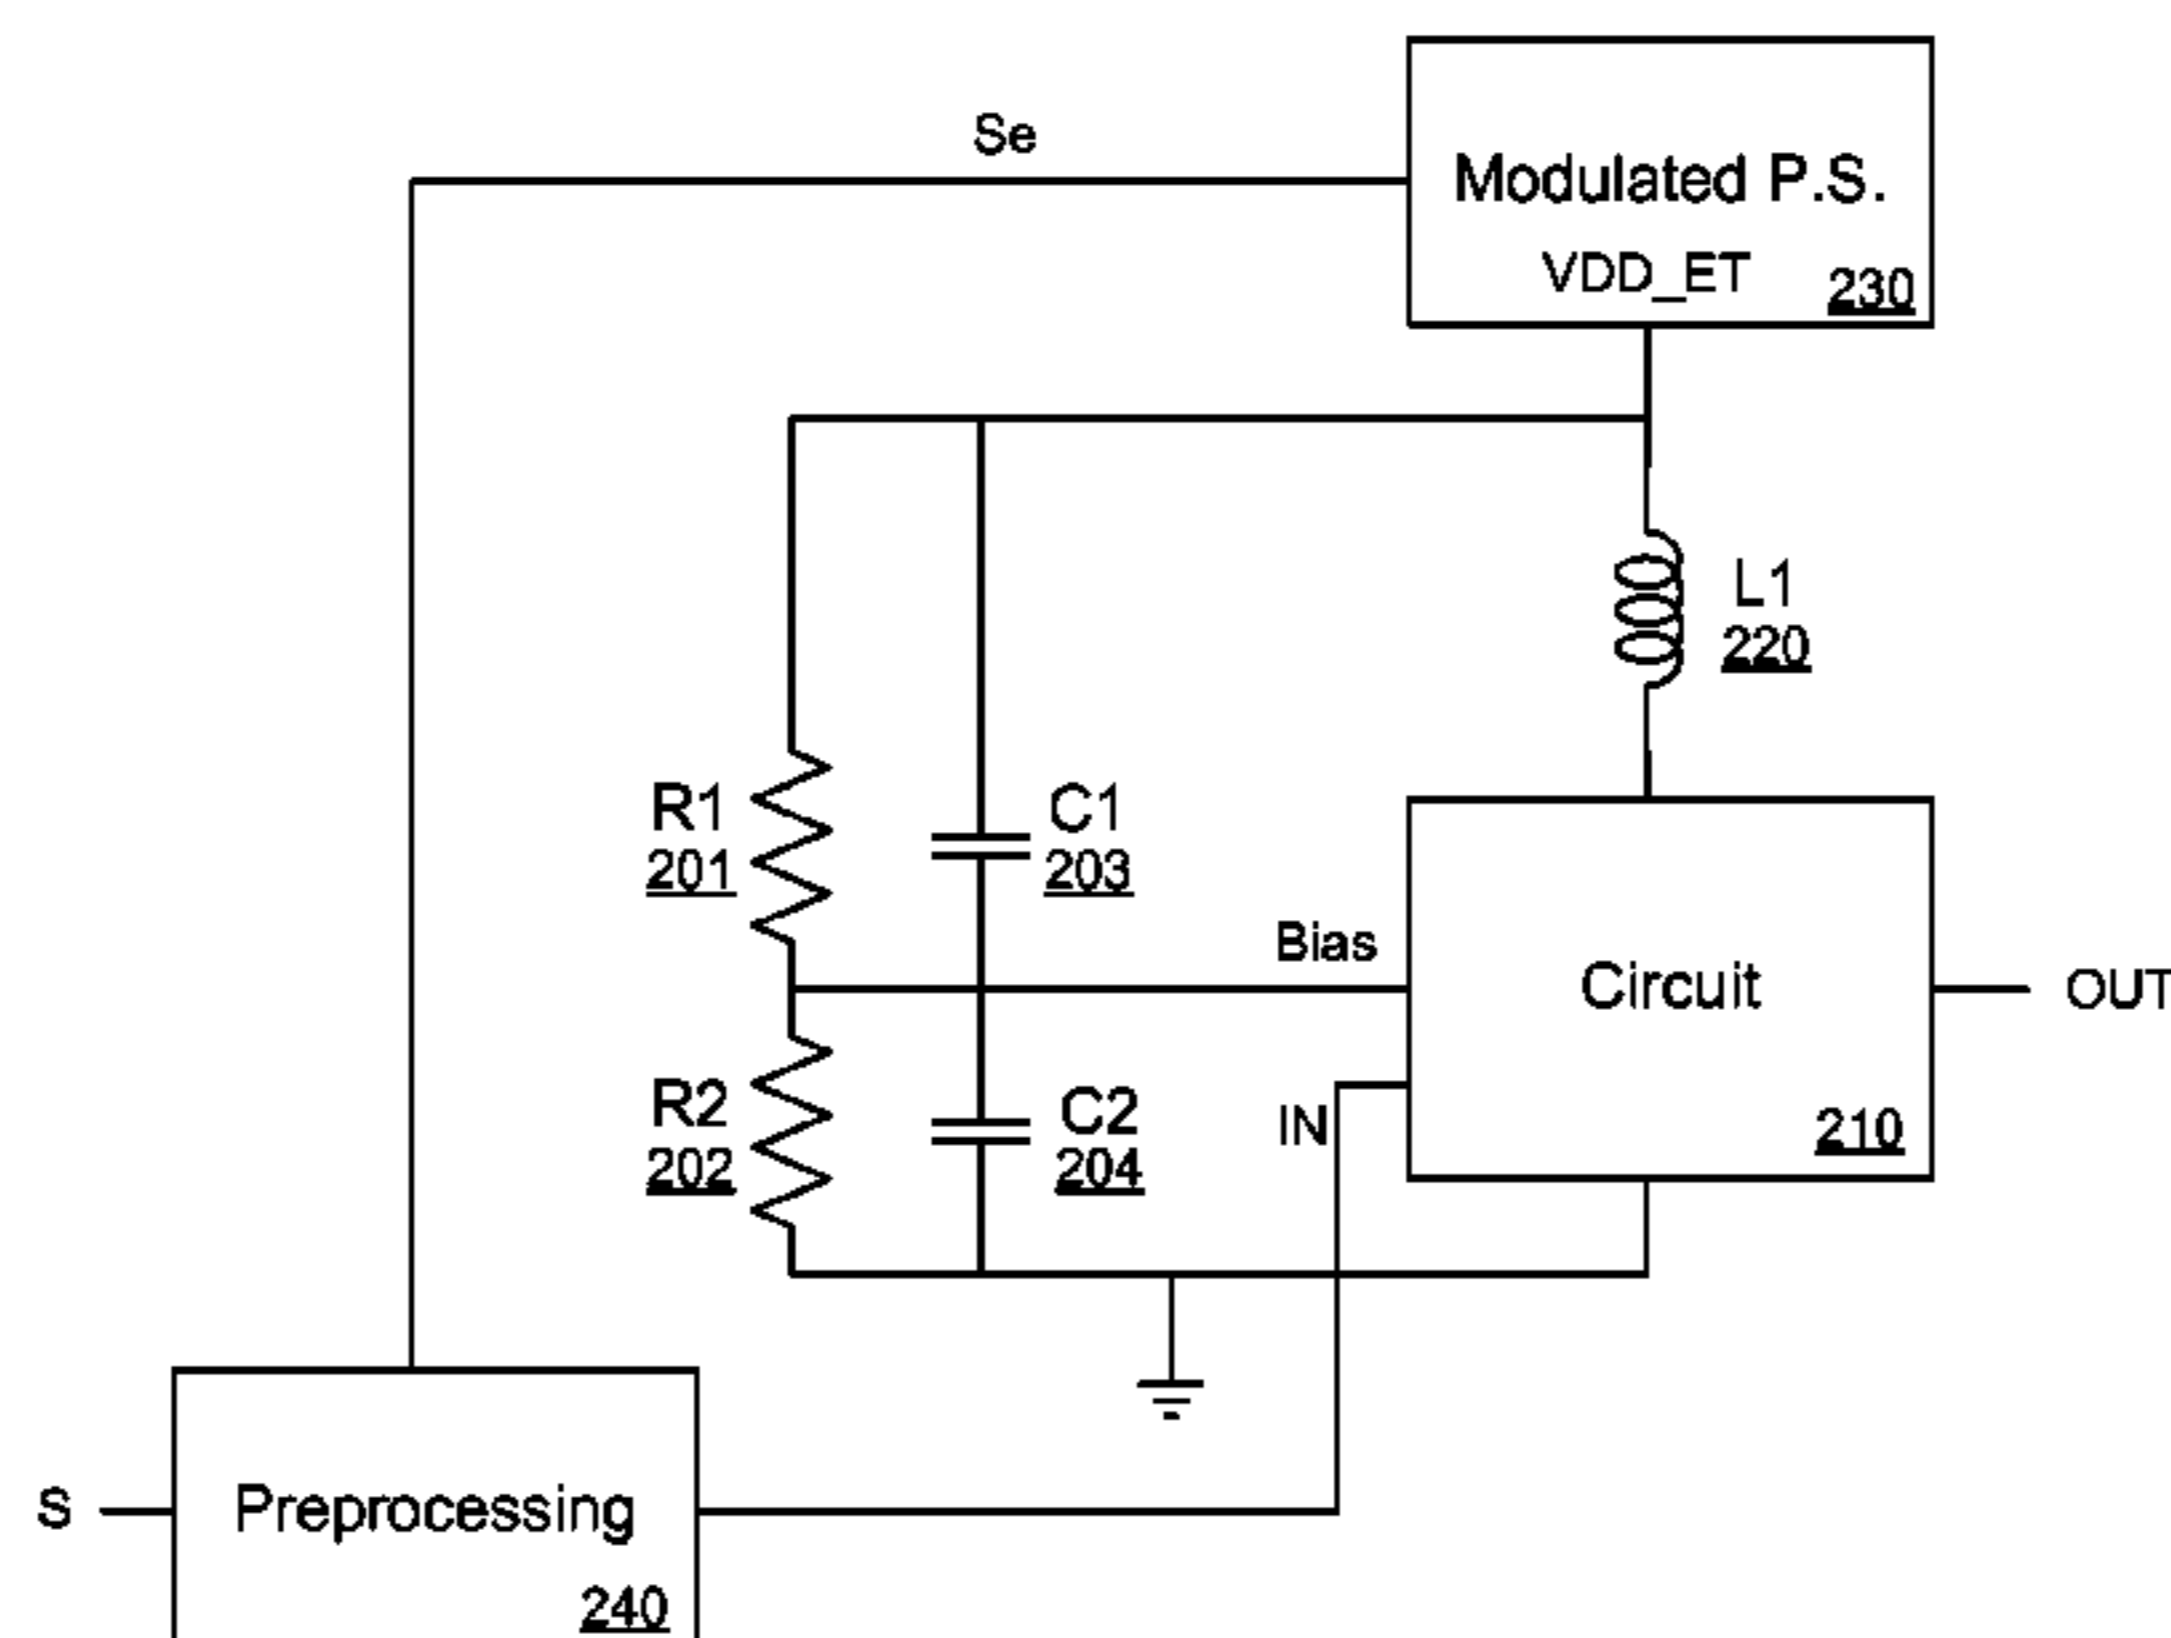 Se
Modulated P.S.
VDD_ET
230
L1
220
R1
201
C1
203
Bias
Circuit
OUT
R2
202
C2
204
IN
210
S
Preprocessing
240